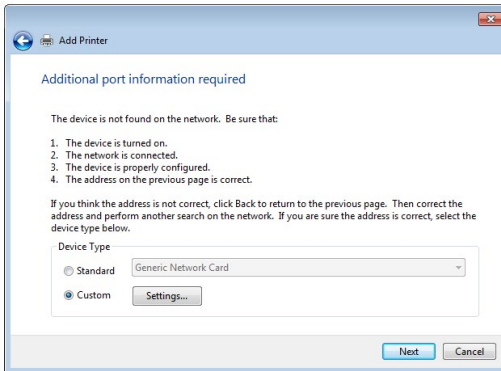 Add Printer
Additional port information required
The device is not found on the network. Be sure that:
1. The device is turned on.
2. The network is connected.
3. The device is properly configured.
4. The address on the previous page is correct.
If you think the address is not correct, click Back to return to the previous page. Then correct the
address and perform another search on the network. If you are sure the address is correct, select the
device type below.
Device Type
Standard Generic Network Card
Custom Settings...
Next Cancel